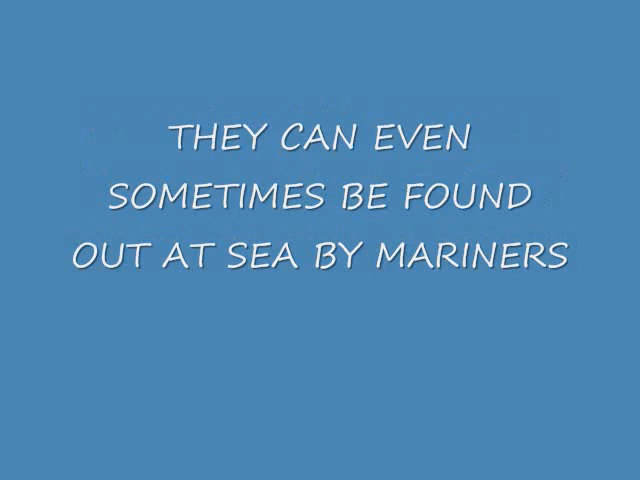 THEY CAN EVEN
SOMETIMES BE FOUND
OUT AT SEA BY MARINERS